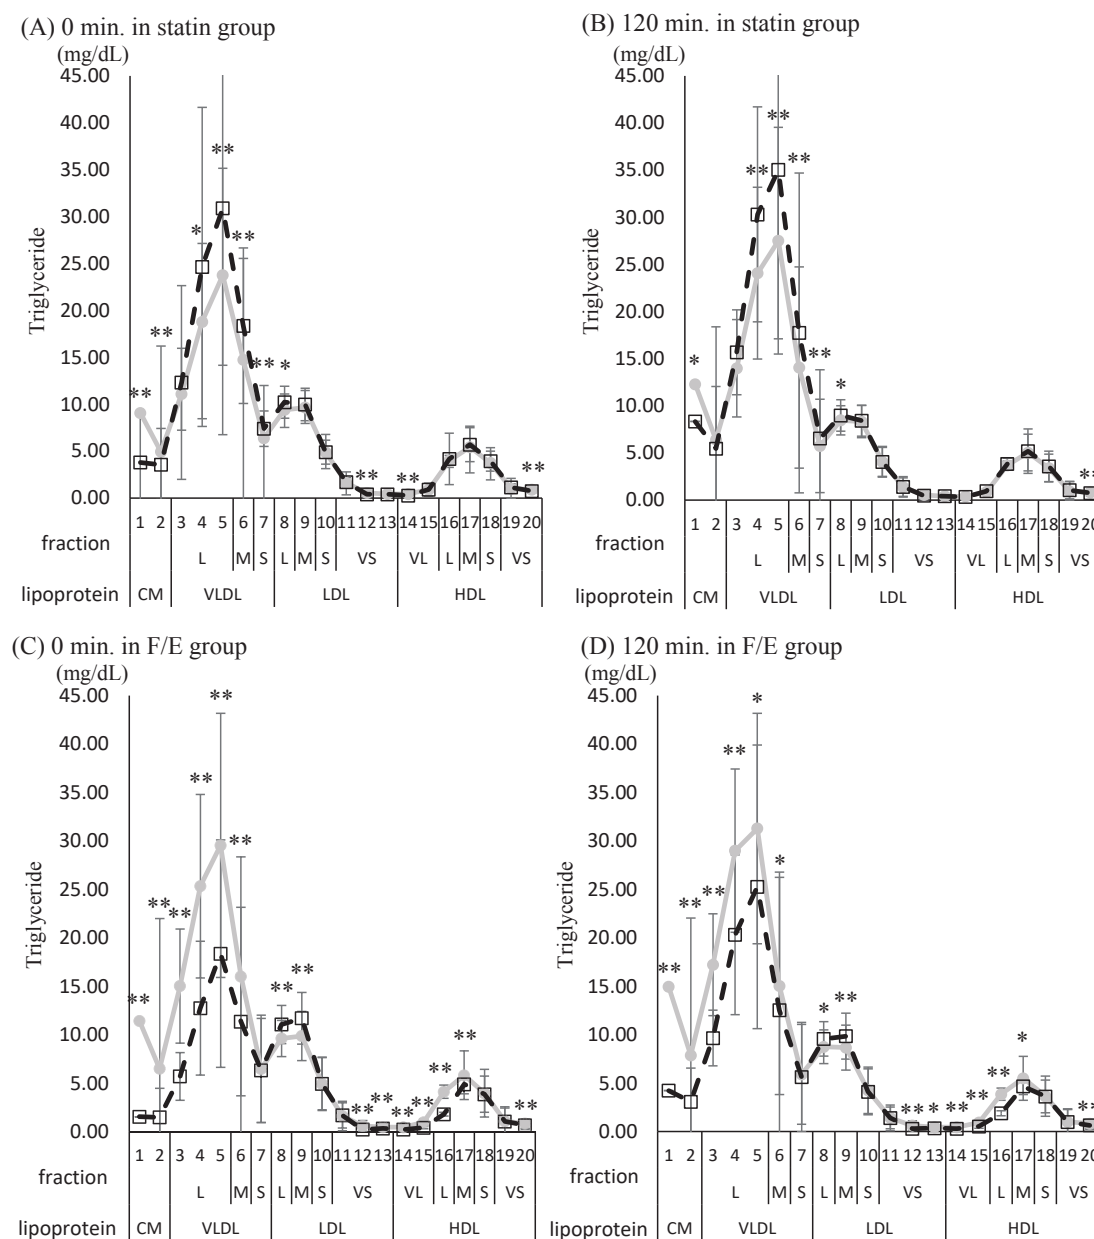 (A) 0 min. in statin group
(mg/dL)
45.00
40.00
35.00
30.00
25.00
20.00
15.00
10.00
5.00
0.00
Triglyceride
** ** * ** ** ** * ** ** **
1 2 3 4 5 6 7 8 9 10 11 12 13 14 15 16 17 18 19 20
fraction
L M S L M S VS VL L M S VS
lipoprotein CM VLDL LDL HDL
(B) 120 min. in statin group
(mg/dL)
45.00
40.00
35.00
30.00
25.00
20.00
15.00
10.00
5.00
0.00
Triglyceride
* ** ** ** ** * **
1 2 3 4 5 6 7 8 9 10 11 12 13 14 15 16 17 18 19 20
fraction
L M S L M S VS VL L M S VS
lipoprotein CM VLDL LDL HDL
(C) 0 min. in F/E group
(mg/dL)
45.00
40.00
35.00
30.00
25.00
20.00
15.00
10.00
5.00
0.00
Triglyceride
** ** ** ** ** ** ** ** ** ** ** ** ** ** **
1 2 3 4 5 6 7 8 9 10 11 12 13 14 15 16 17 18 19 20
fraction
L M S L M S VS VL L M S VS
lipoprotein CM VLDL LDL HDL
(D) 120 min. in F/E group
(mg/dL)
45.00
40.00
35.00
30.00
25.00
20.00
15.00
10.00
5.00
0.00
Triglyceride
** ** ** ** * * * ** ** * ** ** ** * **
1 2 3 4 5 6 7 8 9 10 11 12 13 14 15 16 17 18 19 20
fraction
L M S L M S VS VL L M S VS
lipoprotein CM VLDL LDL HDL